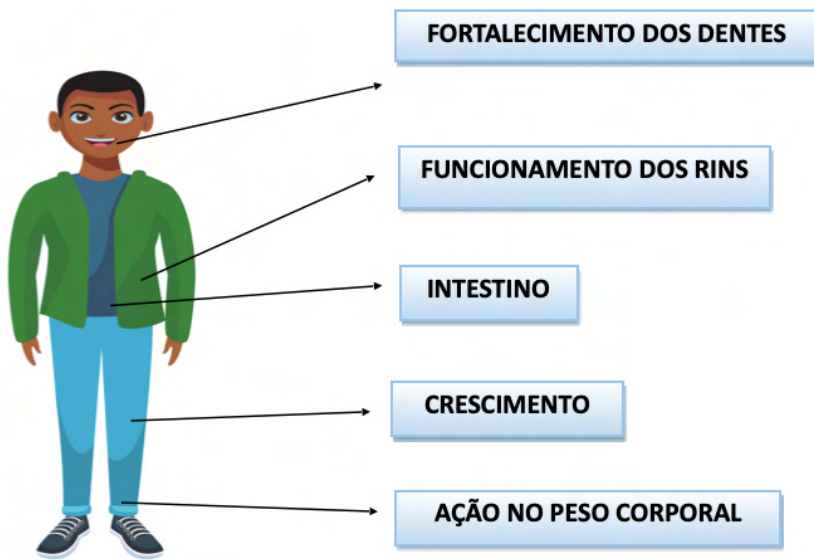 FORTALECIMENTO DOS DENTES
FUNCIONAMENTO DOS RINS
INTESTINO
CRESCIMENTO
AÇÃO NO PESO CORPORAL